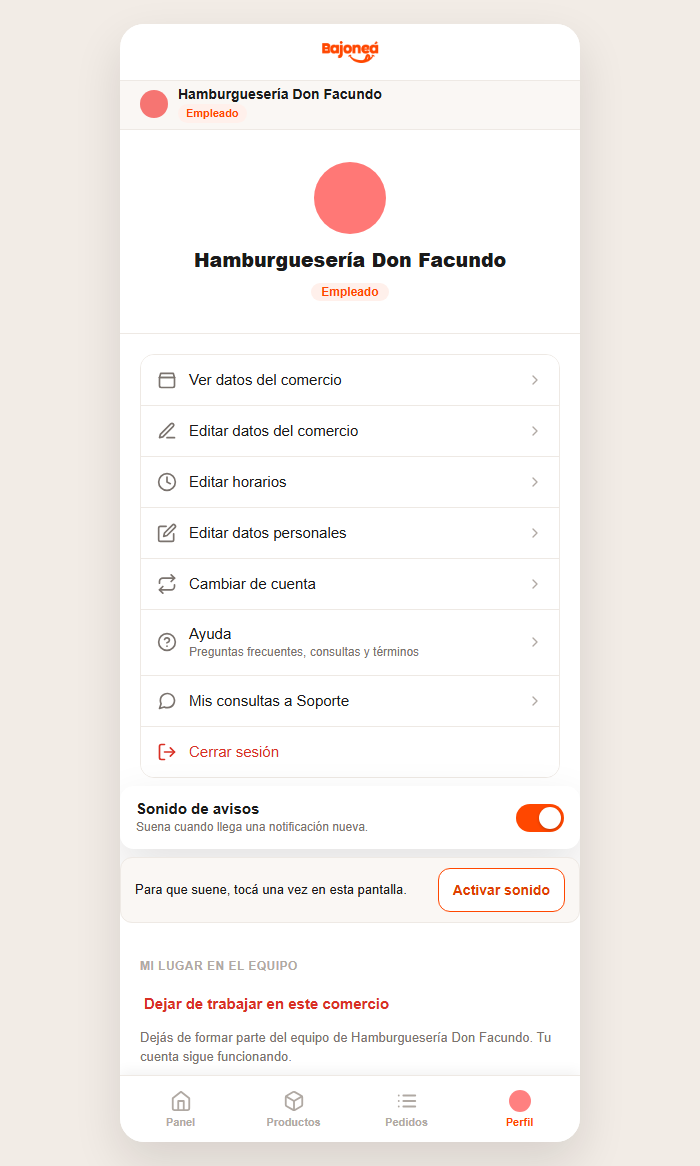 Bajoneá
Hamburguesería Don Facundo
Empleado
Hamburguesería Don Facundo
Empleado
Ver datos del comercio
Editar datos del comercio
Editar horarios
Editar datos personales
Cambiar de cuenta
Ayuda
Preguntas frecuentes, consultas y términos
Mis consultas a Soporte
Cerrar sesión
Sonido de avisos
Suena cuando llega una notificación nueva.
Para que suene, tocá una vez en esta pantalla.
Activar sonido
MI LUGAR EN EL EQUIPO
Dejar de trabajar en este comercio
Dejás de formar parte del equipo de Hamburguesería Don Facundo. Tu
cuenta sigue funcionando.
Panel
Productos
Pedidos
Perfil